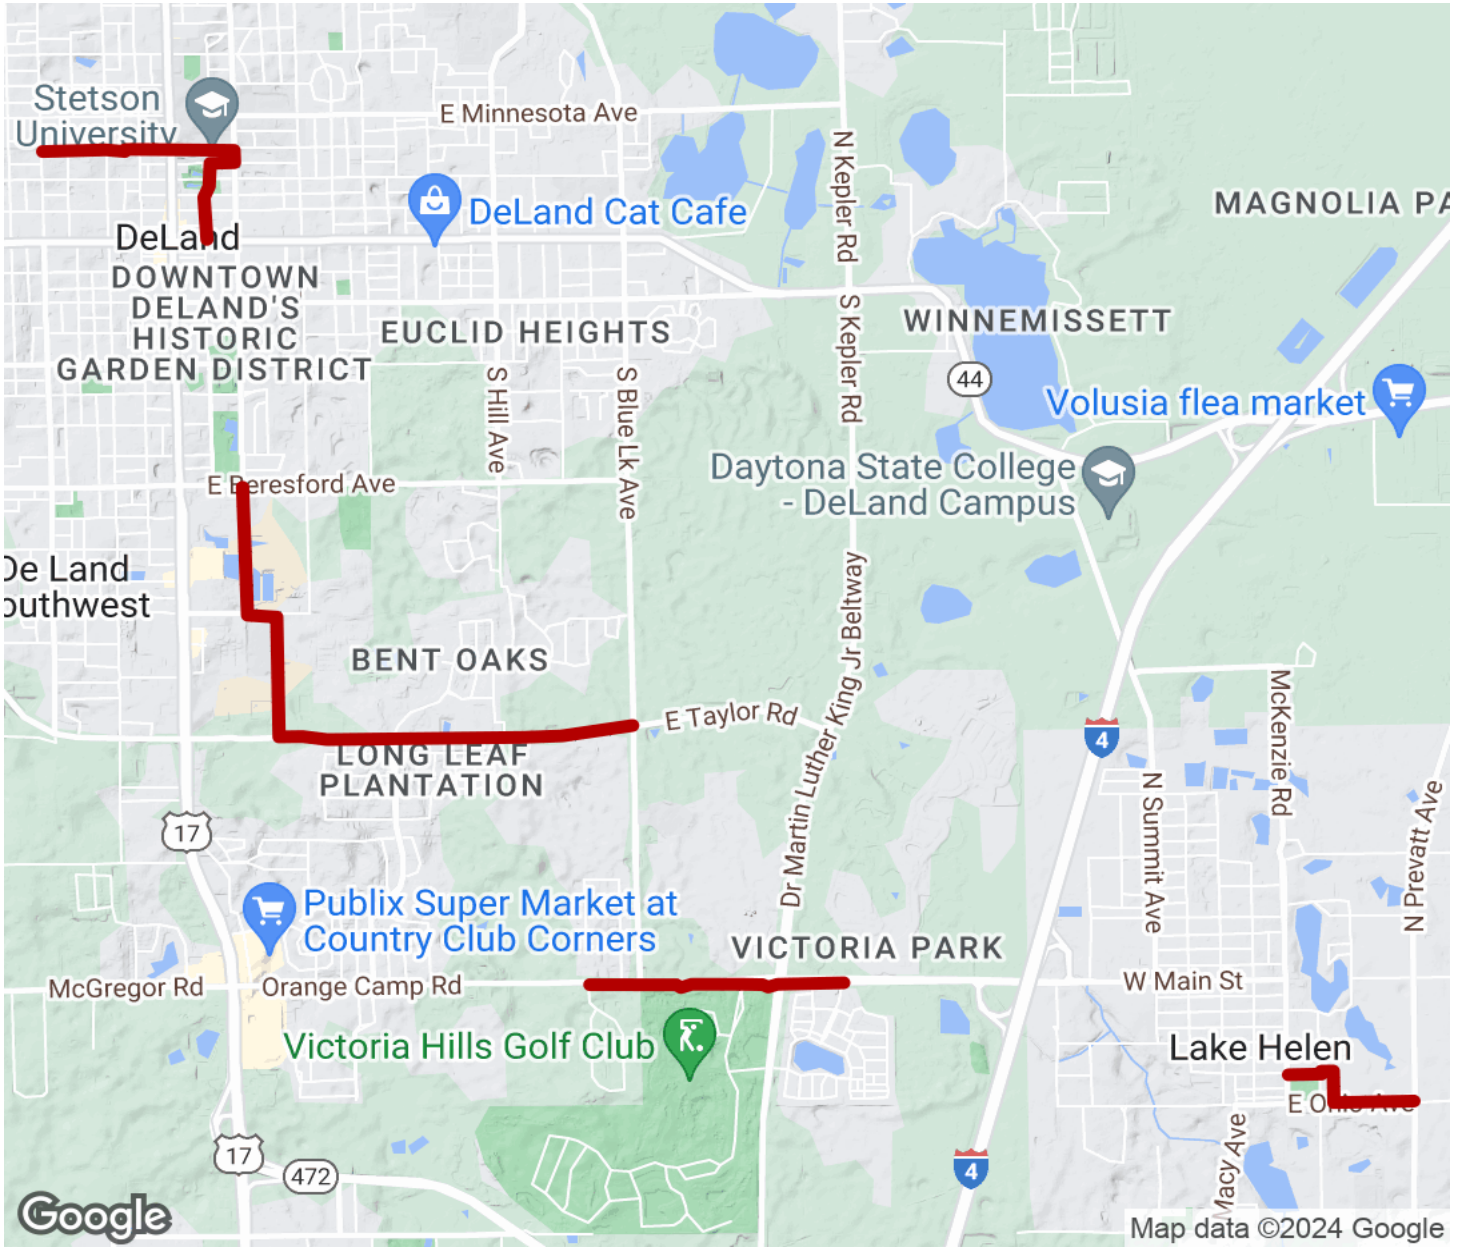 Stetson
University
E Minnesota Ave
N Kepler Rd
MAGNOLIA PA
DeLand Cat Cafe
DeLand
DOWNTOWN
DELAND'S
HISTORIC
GARDEN DISTRICT
EUCLID HEIGHTS
S Kepler Rd
WINNEMISSETT
44
S Hill Ave
S Blue Lk Ave
Volusia flea market
E Beresford Ave
Daytona State College
- DeLand Campus
De Land
outhwest
Dr Martin Luther King Jr Beltway
BENT OAKS
E Taylor Rd
McKenzie Rd
4
LONG LEAF
PLANTATION
17
N Summit Ave
N Prevatt Ave
Publix Super Market at
Country Club Corners
VICTORIA PARK
McGregor Rd
Orange Camp Rd
W Main St
Victoria Hills Golf Club
Lake Helen
E Ohio Ave
Macy Ave
17
472
4
Google
Map data ©2024 Google